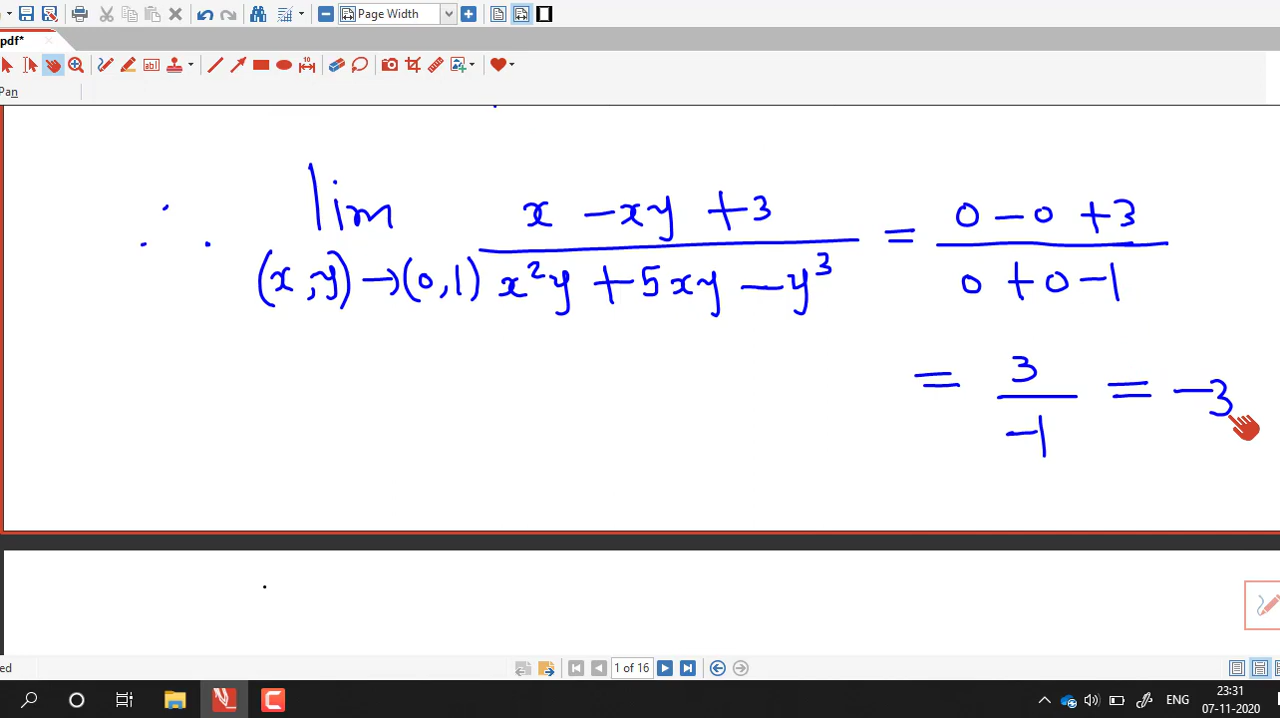 Page Width
pdf*
Pan
∴ lim x - xy + 3 = 0 - 0 + 3
(x,y)→(0,1) x²y + 5xy - y³ 0 + 0 - 1
= 3 = -3
-1
1 of 16
ENG
23:31
07-11-2020